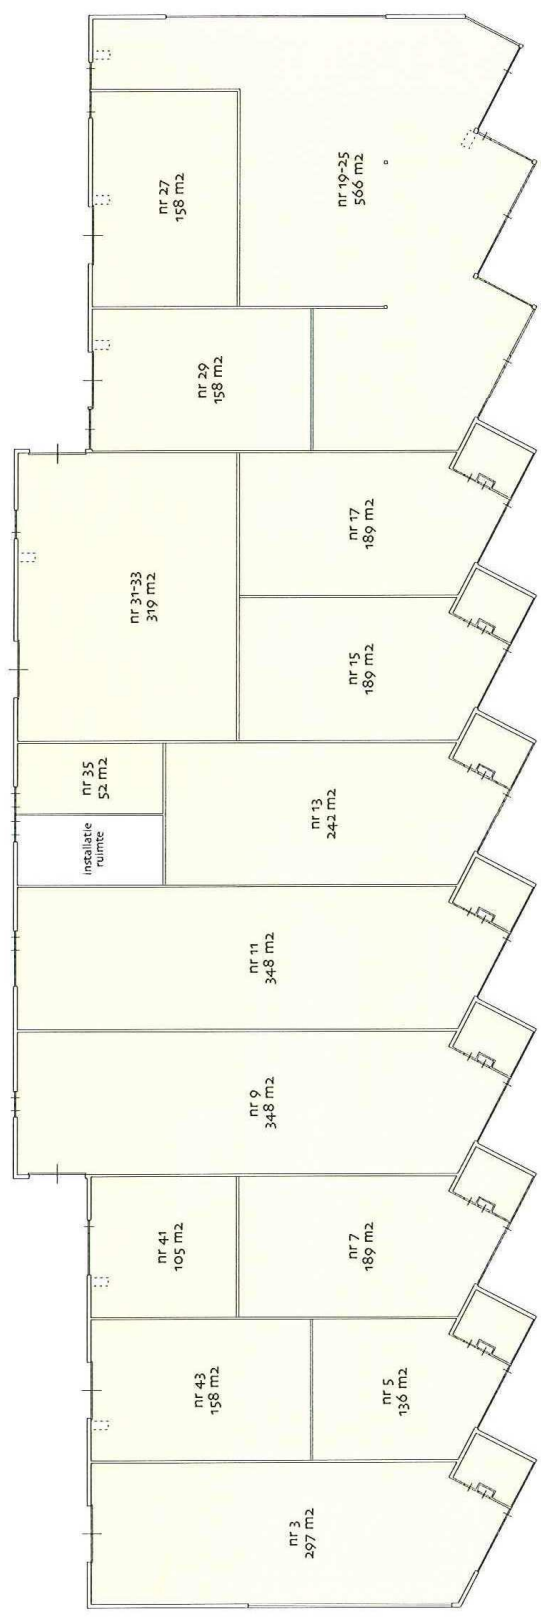 nr 27
158 m2
nr 19-25
566 m2
nr 29
158 m2
nr 31-33
319 m2
nr 17
189 m2
nr 15
189 m2
nr 35
52 m2
installatie
ruimte
nr 13
242 m2
nr 11
348 m2
nr 9
348 m2
nr 41
105 m2
nr 7
189 m2
nr 43
158 m2
nr 5
136 m2
nr 3
297 m2